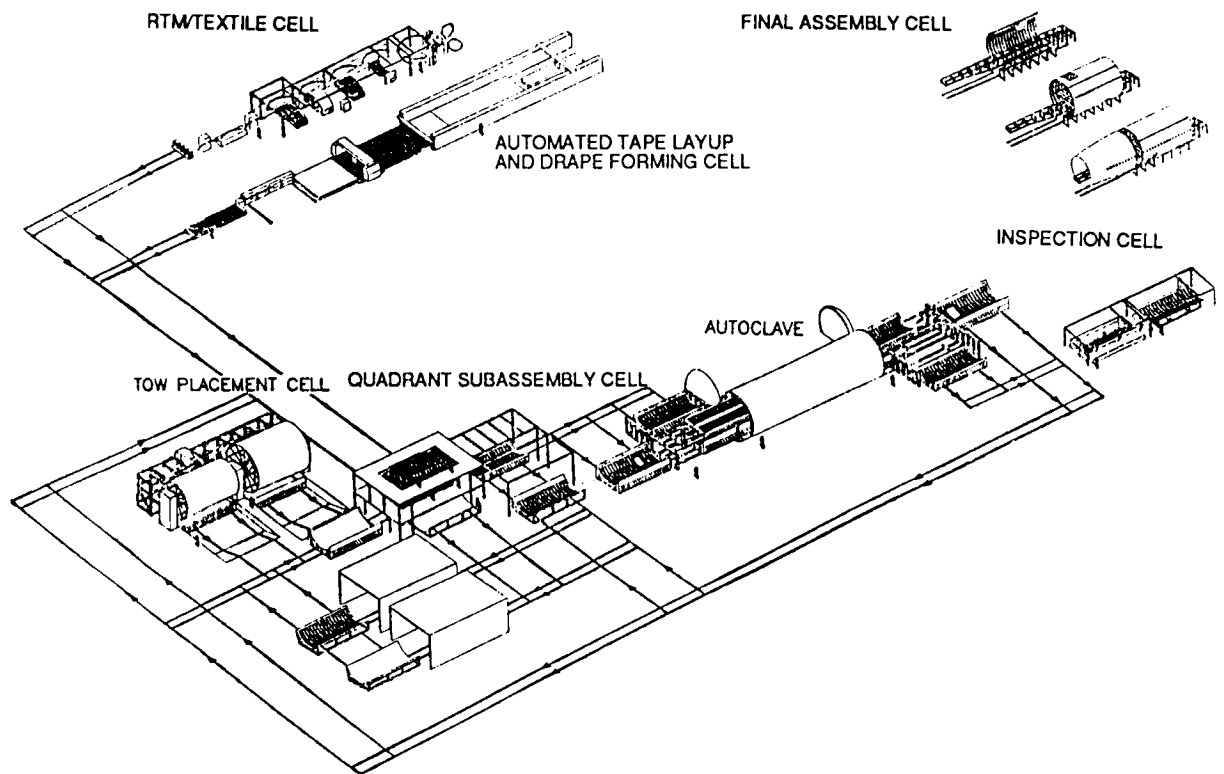 RTM/TEXTILE CELL
FINAL ASSEMBLY CELL
AUTOMATED TAPE LAYUP
AND DRAPE FORMING CELL
INSPECTION CELL
AUTOCLAVE
TOW PLACEMENT CELL
QUADRANT SUBASSEMBLY CELL